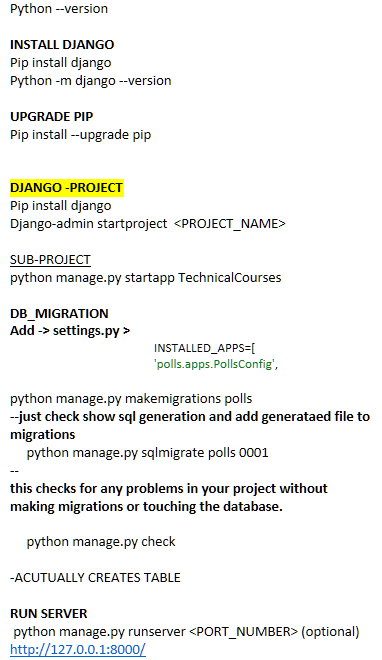 Python --version
INSTALL DJANGO
Pip install django
Python -m django --version
UPGRADE PIP
Pip install --upgrade pip
DJANGO -PROJECT
Pip install django
Django-admin startproject <PROJECT_NAME>
SUB-PROJECT
python manage.py startapp TechnicalCourses
DB_MIGRATION
Add -> settings.py >
INSTALLED_APPS=[
'polls.apps.PollsConfig',
python manage.py makemigrations polls
--just check show sql generation and add generataed file to
migrations
python manage.py sqlmigrate polls 0001
--
this checks for any problems in your project without
making migrations or touching the database.
python manage.py check
-ACUTUALLY CREATES TABLE
RUN SERVER
python manage.py runserver <PORT_NUMBER> (optional)
http://127.0.0.1:8000/